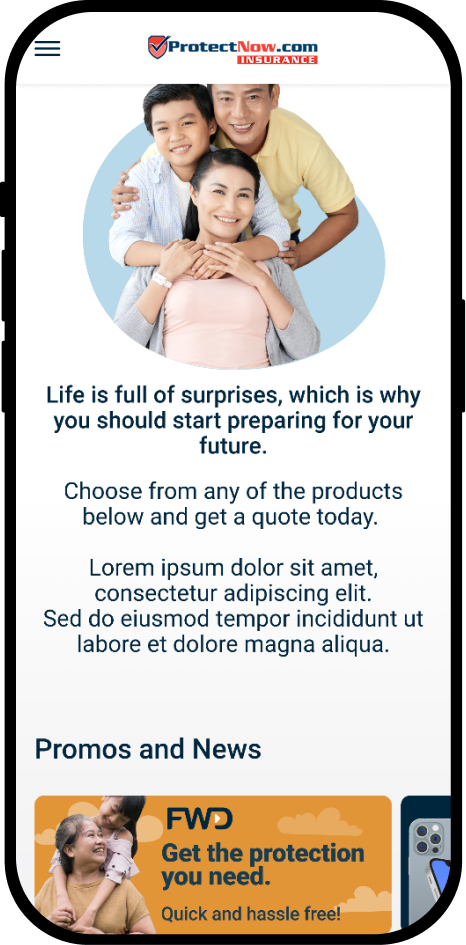 ProtectNow.com
INSURANCE
Life is full of surprises, which is why
you should start preparing for your
future.
Choose from any of the products
below and get a quote today.
Lorem ipsum dolor sit amet,
consectetur adipiscing elit.
Sed do eiusmod tempor incididunt ut
labore et dolore magna aliqua.
Promos and News
FWD
Get the protection
you need.
Quick and hassle free!